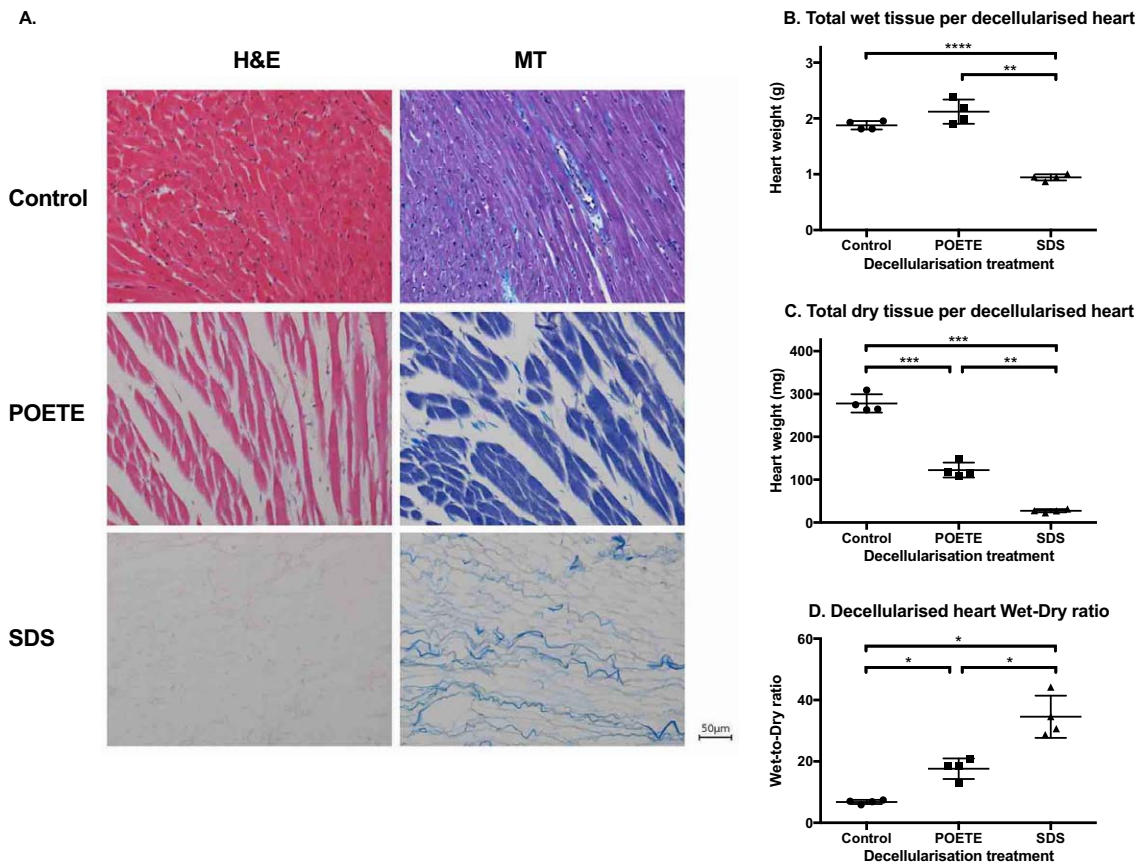 A.
H&E
MT
Control
POETE
SDS
50μm
B. Total wet tissue per decellularised heart
****
**
Heart weight (g)
3
2
1
0
Control POETE SDS
Decellularisation treatment
C. Total dry tissue per decellularised heart
***
*** **
Heart weight (mg)
400
300
200
100
0
Control POETE SDS
Decellularisation treatment
D. Decellularised heart Wet-Dry ratio
*
* *
Wet-to-Dry ratio
60
40
20
0
Control POETE SDS
Decellularisation treatment